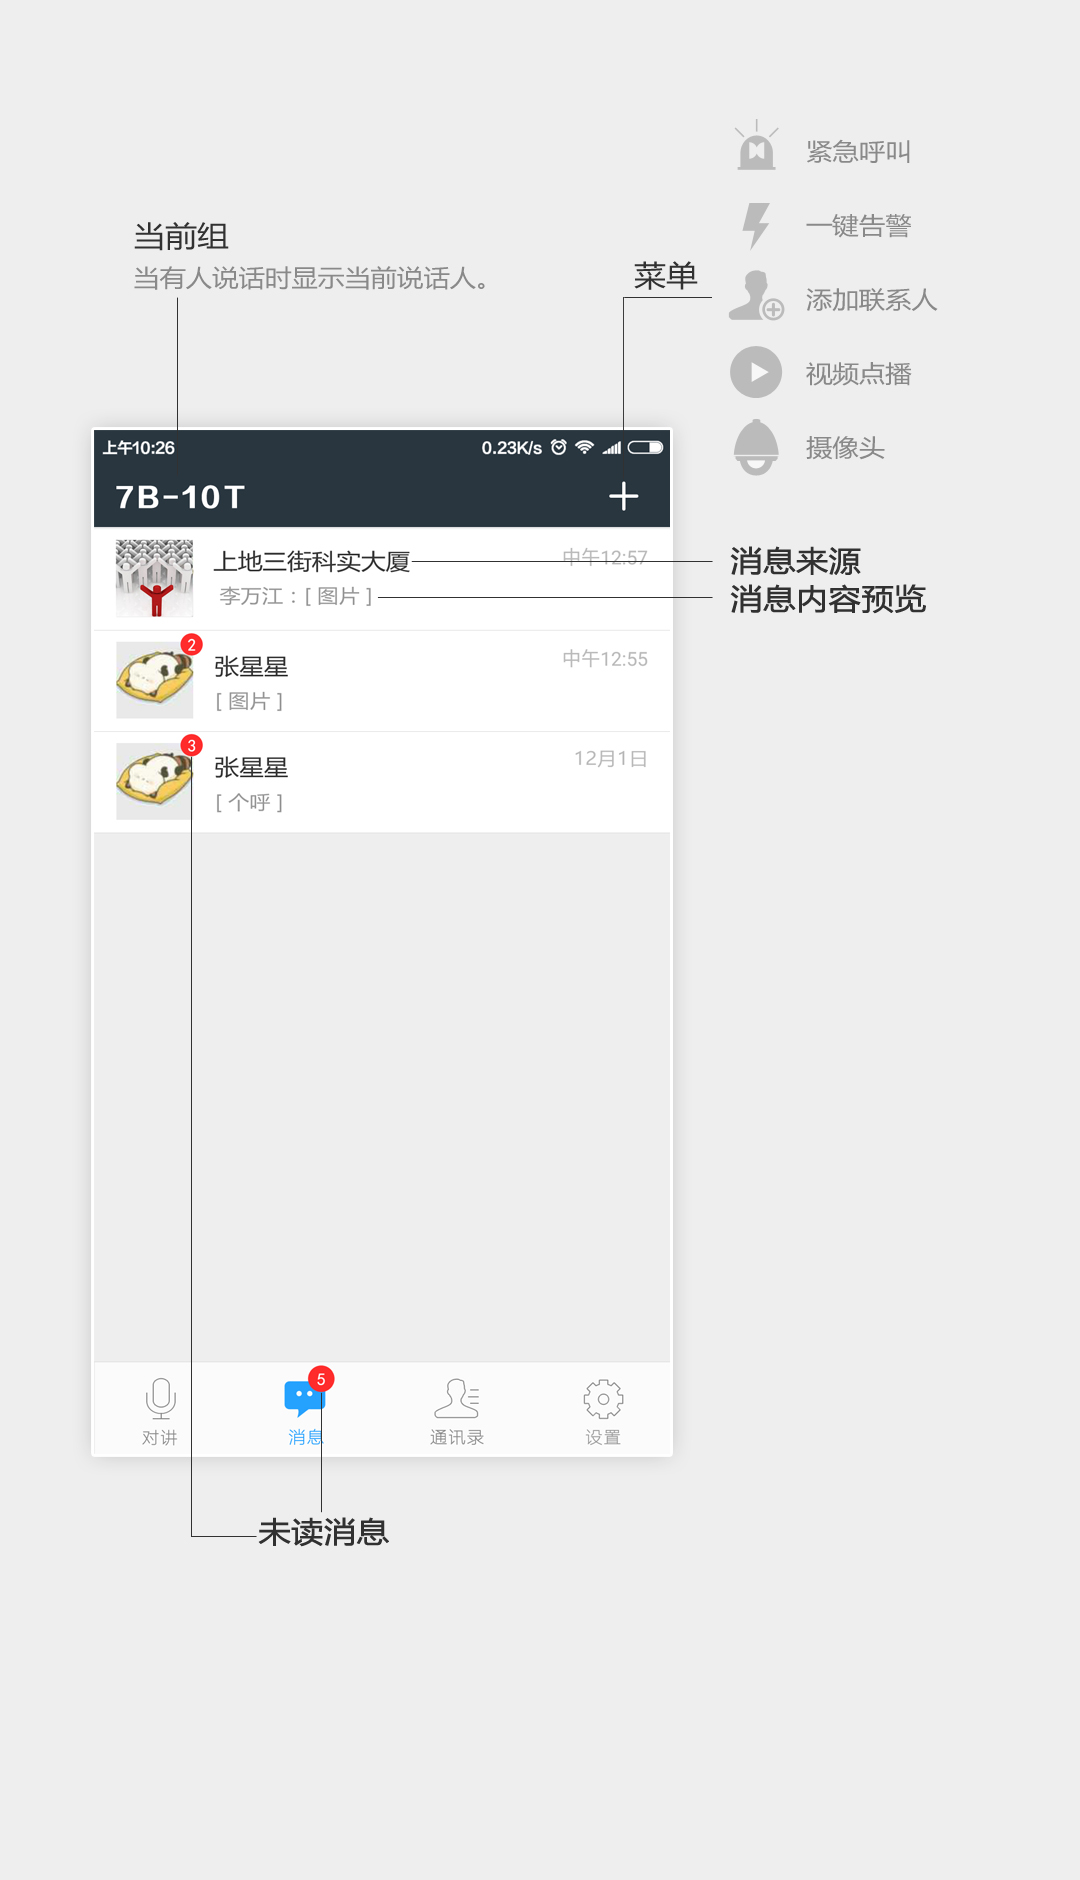 紧急呼叫
一键告警
添加联系人
视频点播
摄像头
当前组
当有人说话时显示当前说话人。
菜单
上午10:26
0.23K/s
7B-10T
上地三街科实大厦
中午12:57
李万江：[ 图片 ]
消息来源
消息内容预览
2
张星星
中午12:55
[ 图片 ]
3
张星星
12月1日
[ 个呼 ]
5
对讲
消息
通讯录
设置
未读消息